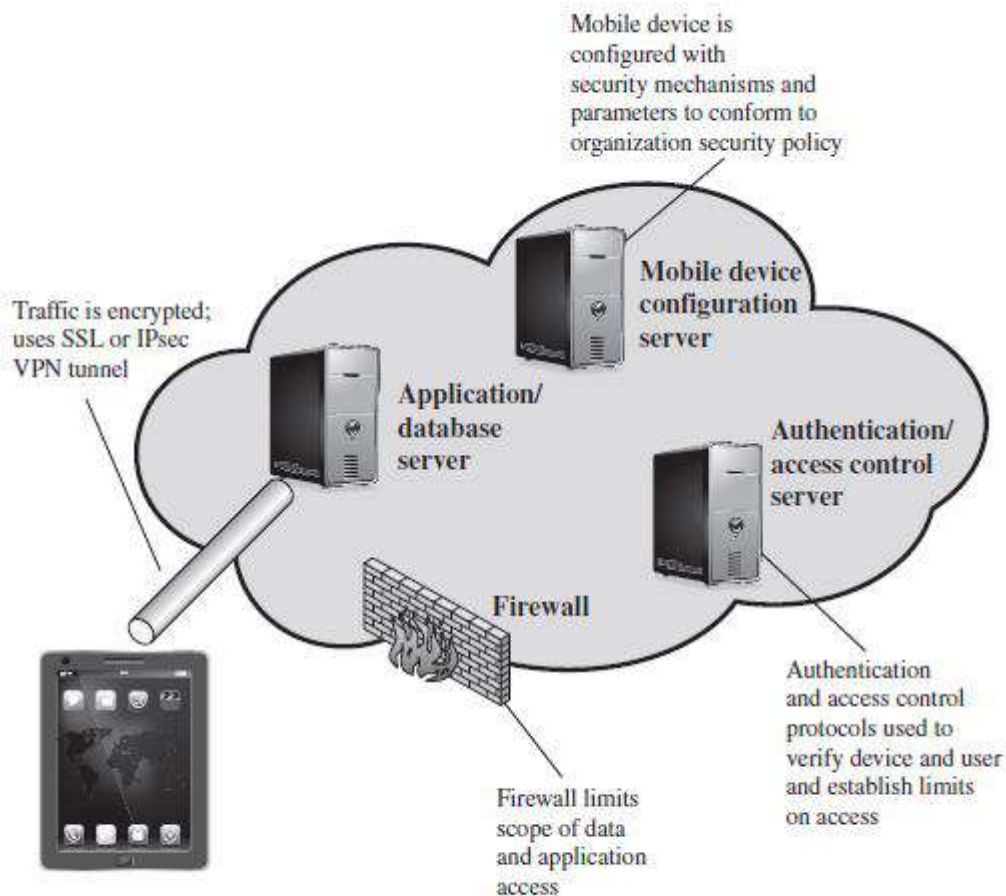 Mobile device is
configured with
security mechanisms and
parameters to conform to
organization security policy
Mobile device
configuration
server
Traffic is encrypted;
uses SSL or IPsec
VPN tunnel
Application/
database
server
Authentication/
access control
server
Firewall
Authentication
and access control
protocols used to
verify device and user
and establish limits
on access
Firewall limits
scope of data
and application
access